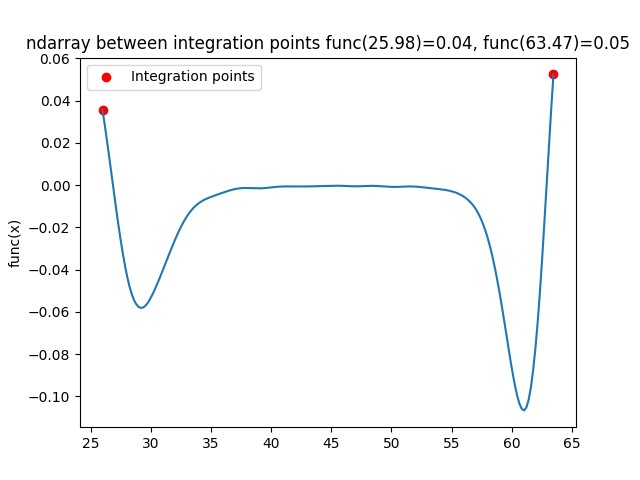 ndarray between integration points func(25.98)=0.04, func(63.47)=0.05
Integration points
func(x)
0.06
0.04
0.02
0.00
−0.02
−0.04
−0.06
−0.08
−0.10
25 30 35 40 45 50 55 60 65